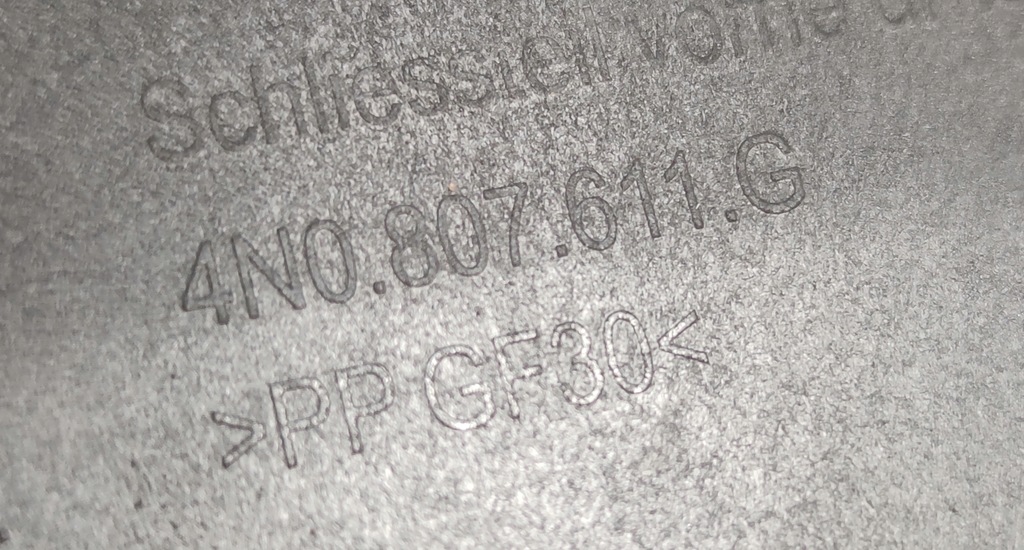 Schliessteil vorne
4N0.807.611.G
>PP GF30<